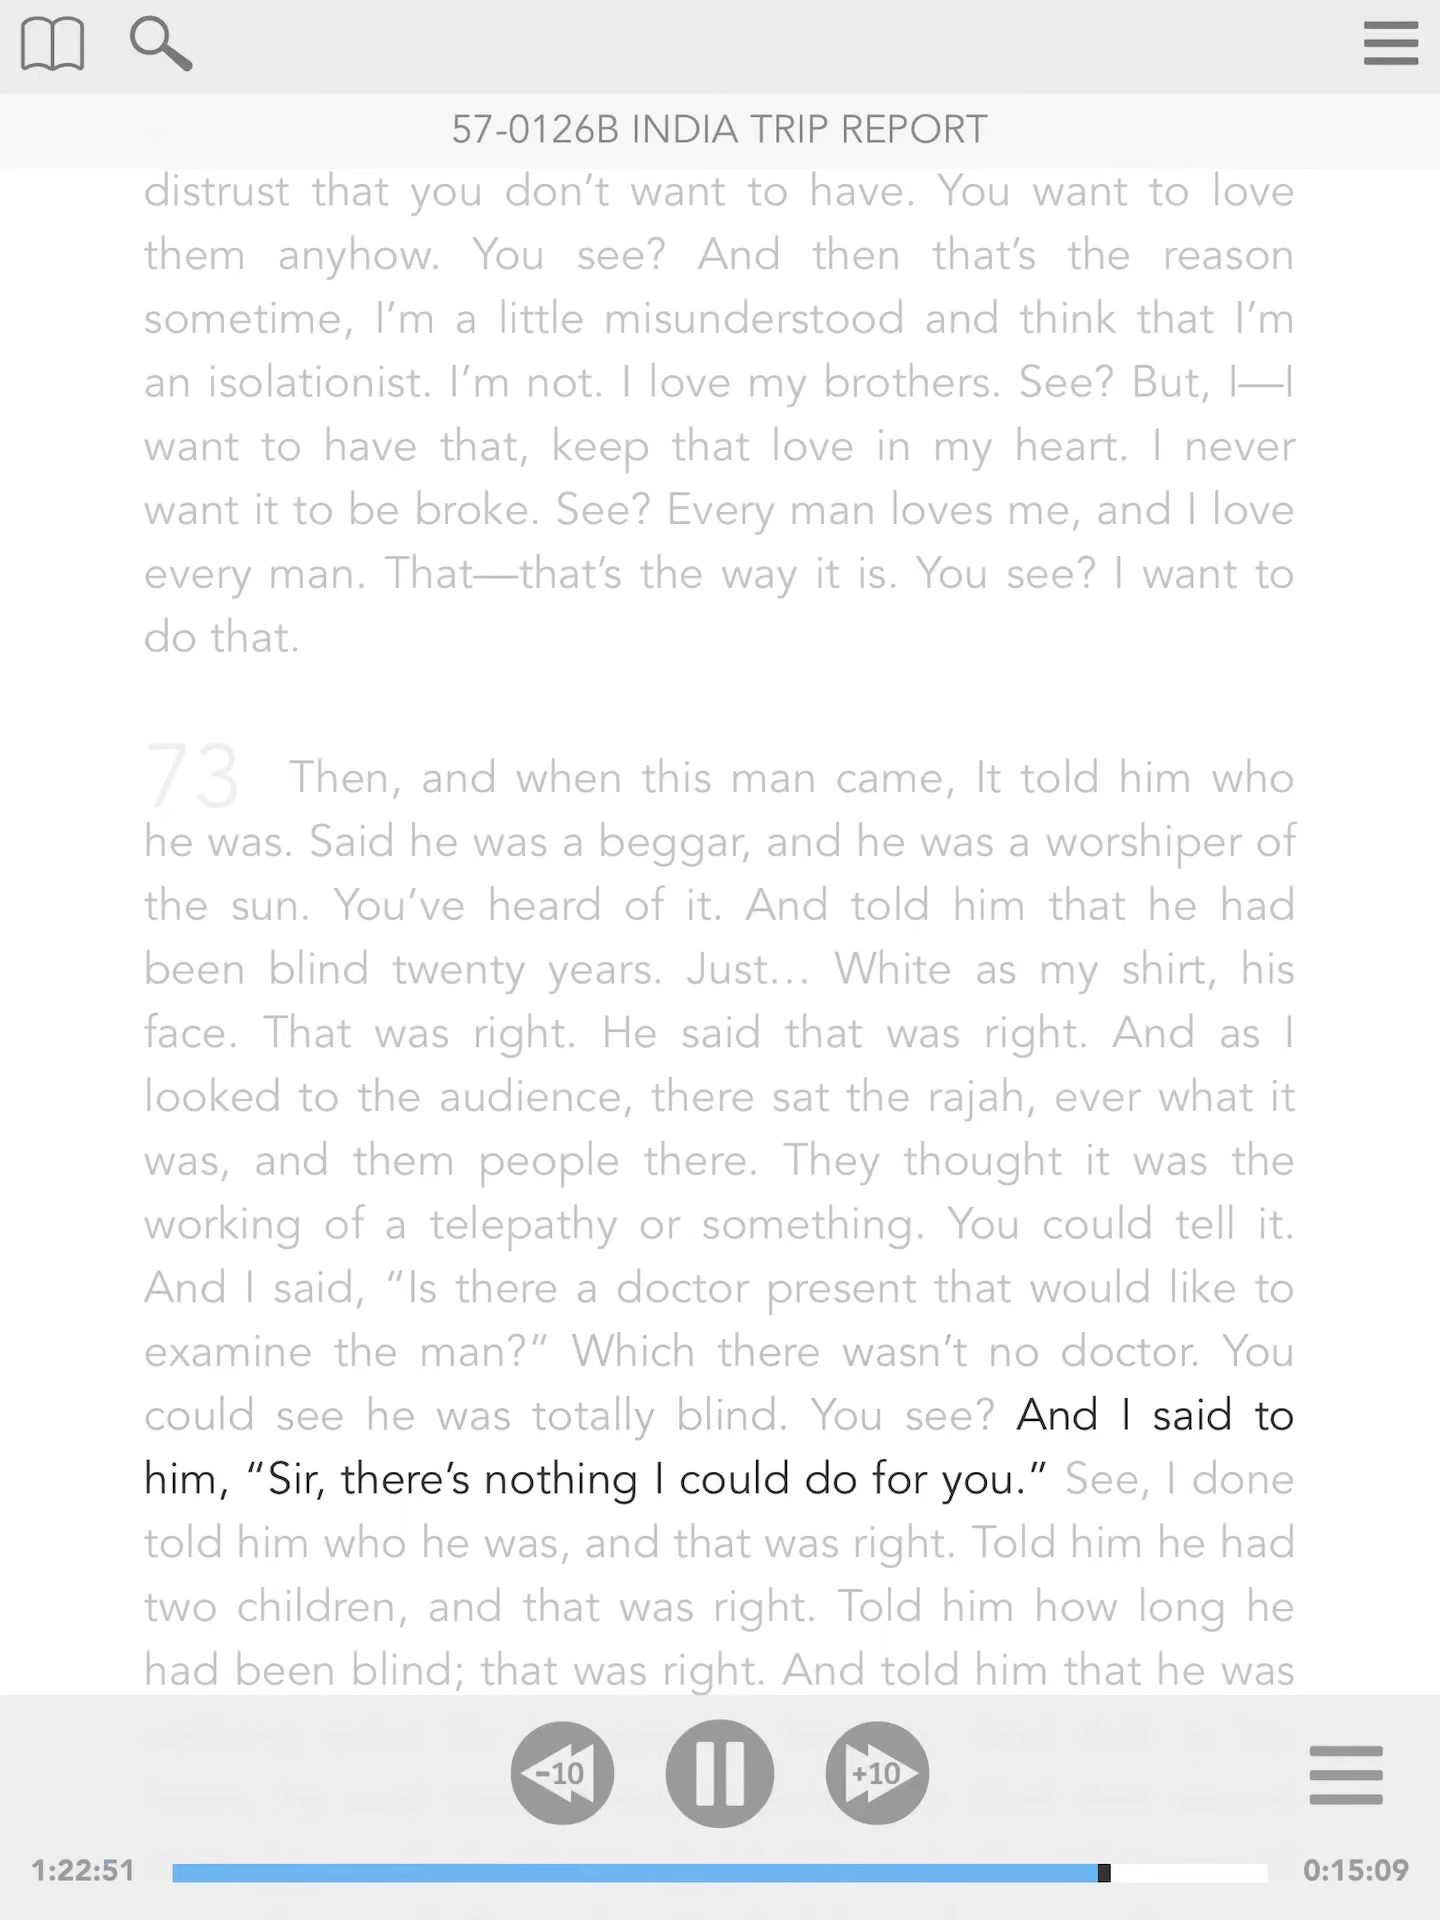 57-0126B INDIA TRIP REPORT
distrust that you don’t want to have. You want to love
them anyhow. You see? And then that’s the reason
sometime, I’m a little misunderstood and think that I’m
an isolationist. I’m not. I love my brothers. See? But, I—I
want to have that, keep that love in my heart. I never
want it to be broke. See? Every man loves me, and I love
every man. That—that’s the way it is. You see? I want to
do that.
73 Then, and when this man came, It told him who
he was. Said he was a beggar, and he was a worshiper of
the sun. You’ve heard of it. And told him that he had
been blind twenty years. Just… White as my shirt, his
face. That was right. He said that was right. And as I
looked to the audience, there sat the rajah, ever what it
was, and them people there. They thought it was the
working of a telepathy or something. You could tell it.
And I said, “Is there a doctor present that would like to
examine the man?” Which there wasn’t no doctor. You
could see he was totally blind. You see? And I said to
him, “Sir, there’s nothing I could do for you.” See, I done
told him who he was, and that was right. Told him he had
two children, and that was right. Told him how long he
had been blind; that was right. And told him that he was
-10 +10
1:22:51 0:15:09